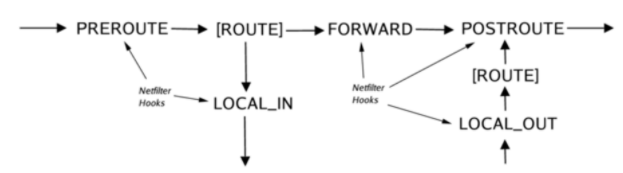 PREROUTE [ROUTE] FORWARD POSTROUTE
[ROUTE]
Netfilter
Hooks
LOCAL_IN
Netfilter
Hooks
LOCAL_OUT